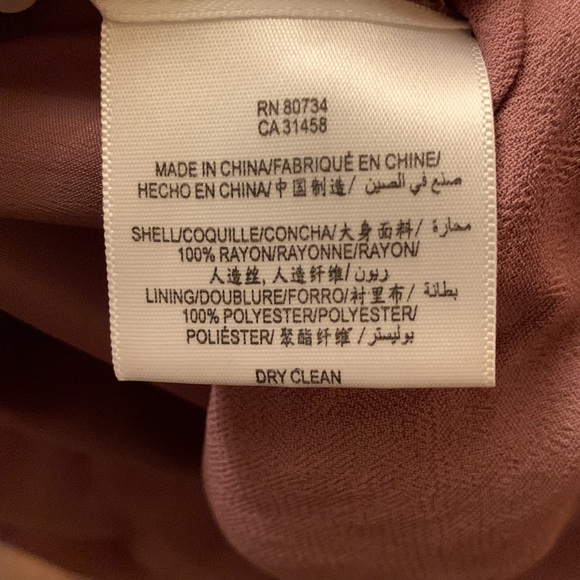 RN 80734
CA 31458
MADE IN CHINA/FABRIQUÉ EN CHINE/
HECHO EN CHINA/中国制造/ صنع في الصين
SHELL/COQUILLE/CONCHA/大身面料/ محارة
100% RAYON/RAYONNE/RAYON/
人造丝, 人造纤维/ ريون
LINING/DOUBLURE/FORRO/衬里布/ بطانة
100% POLYESTER/POLYESTER/
POLIÉSTER/ 聚酯纤维 / بوليستر
DRY CLEAN